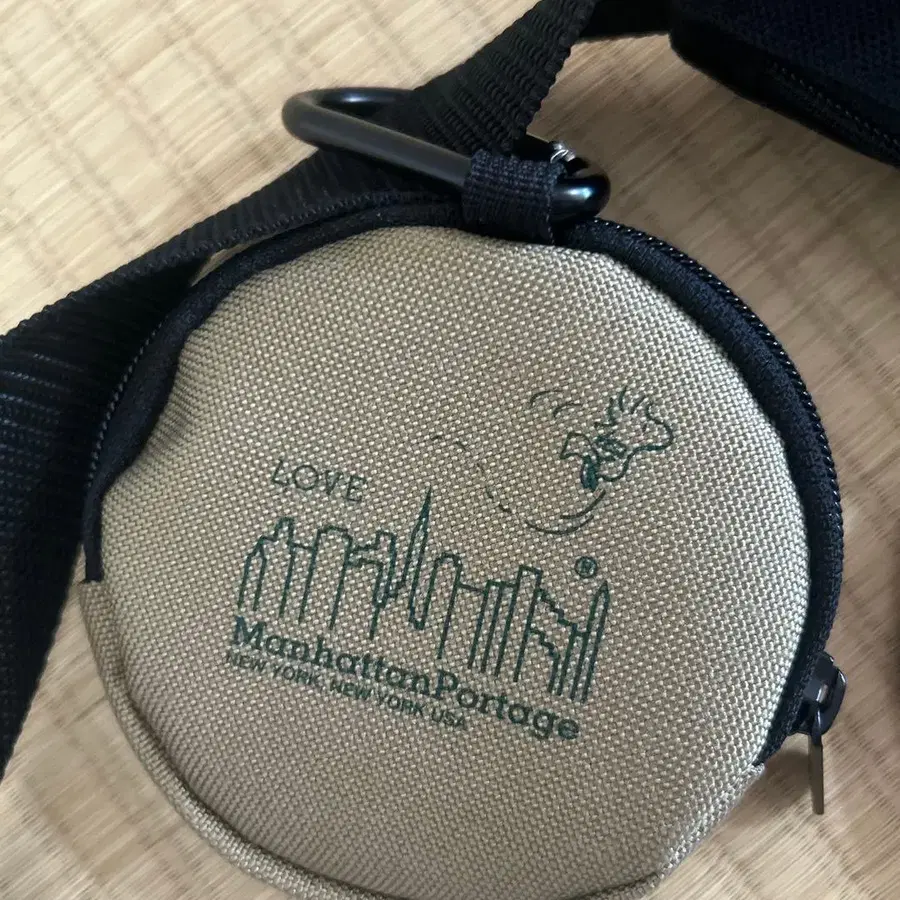 LOVE
®
ManhattanPortage
NEW YORK, NEW YORK USA